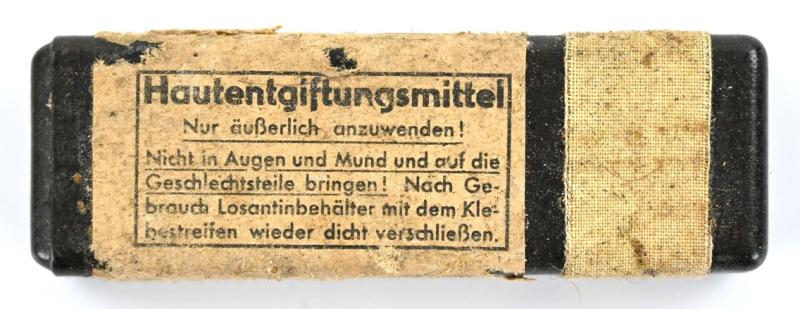 Hautentgiftungsmittel
Nur äußerlich anzuwenden!
Nicht in Augen und Mund und auf die
Geschlechtsteile bringen! Nach Ge-
brauch Losantinbehälter mit dem Kle-
bestreifen wieder dicht verschließen.